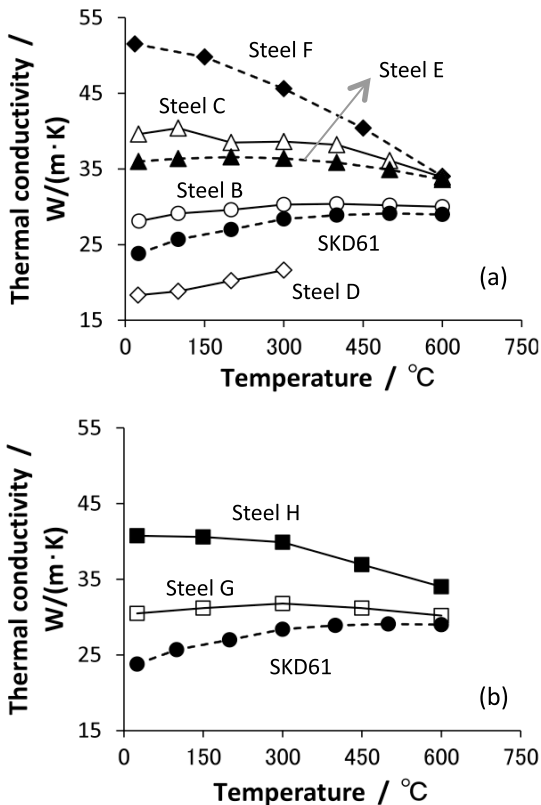 Thermal conductivity /
W/(m·K)
55
45
35
25
15
Steel F
Steel E
Steel C
Steel B
SKD61
Steel D
(a)
0 150 300 450 600 750
Temperature / ℃
Thermal conductivity /
W/(m·K)
55
45
35
25
15
Steel H
Steel G
SKD61
(b)
0 150 300 450 600 750
Temperature / ℃